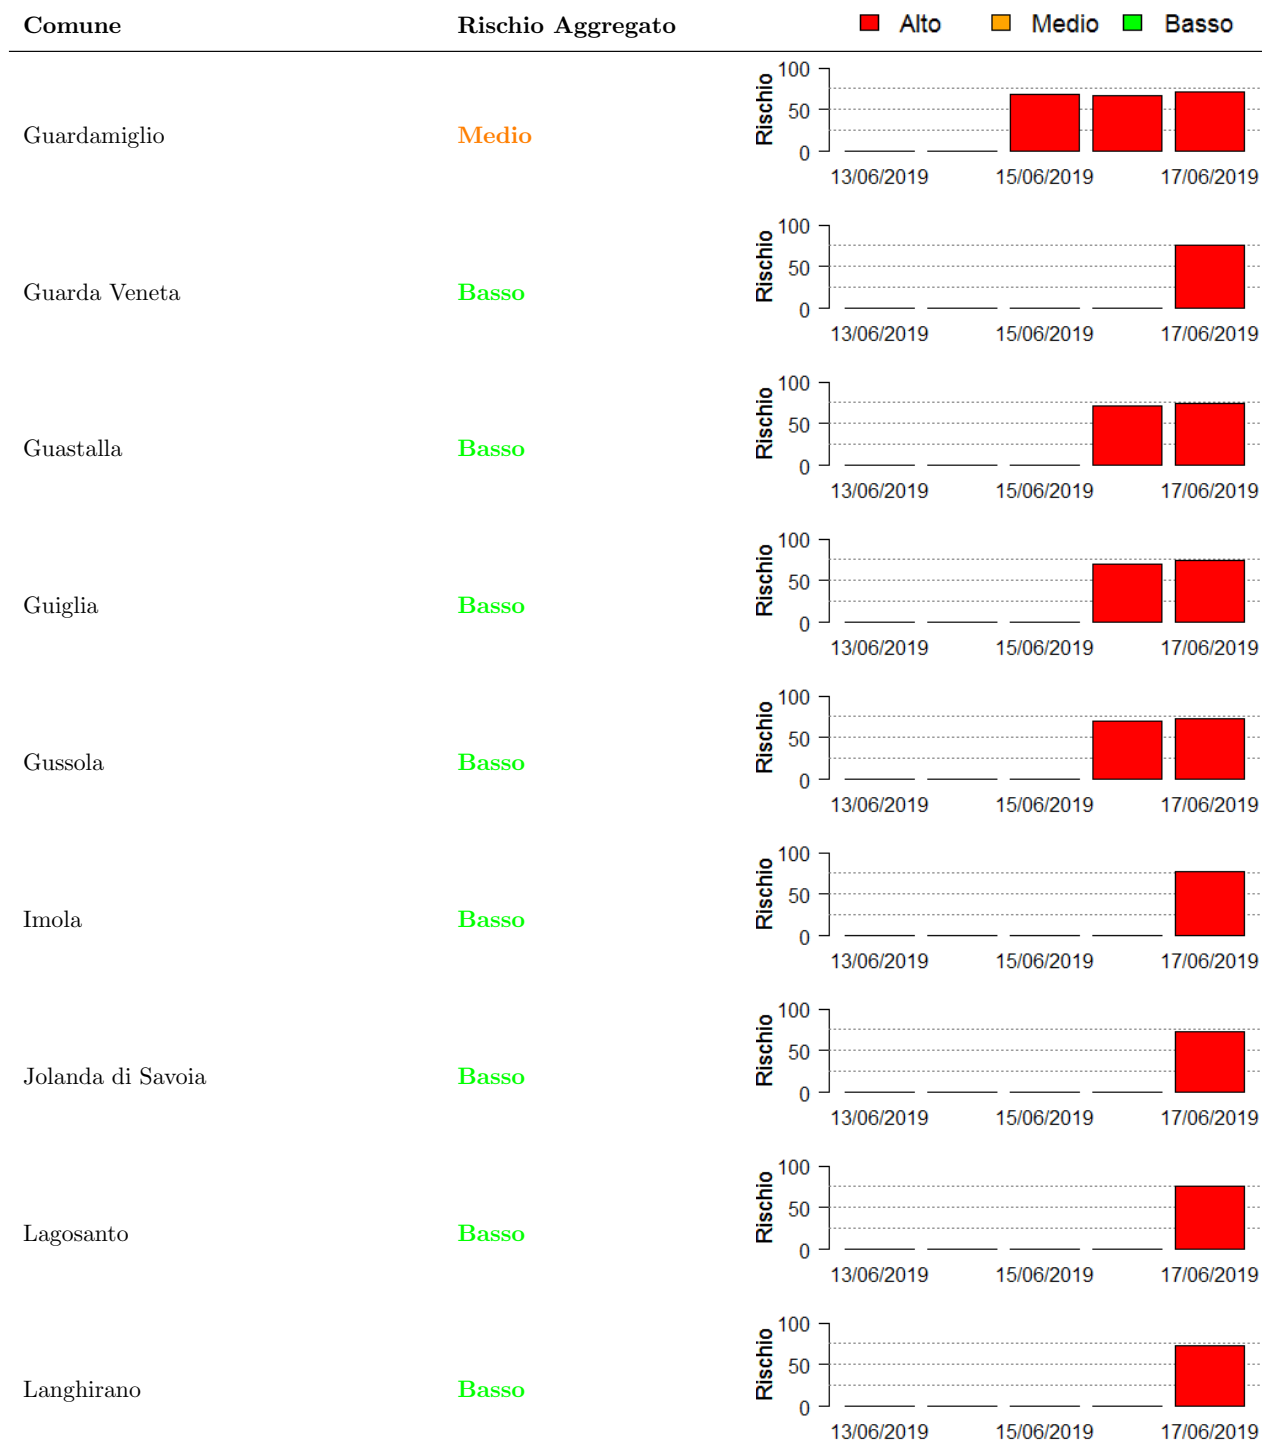 Comune Rischio Aggregato Alto Medio Basso
Guardamiglio Medio Rischio 100 50 0
13/06/2019 15/06/2019 17/06/2019
Guarda Veneta Basso Rischio 100 50 0
13/06/2019 15/06/2019 17/06/2019
Guastalla Basso Rischio 100 50 0
13/06/2019 15/06/2019 17/06/2019
Guiglia Basso Rischio 100 50 0
13/06/2019 15/06/2019 17/06/2019
Gussola Basso Rischio 100 50 0
13/06/2019 15/06/2019 17/06/2019
Imola Basso Rischio 100 50 0
13/06/2019 15/06/2019 17/06/2019
Jolanda di Savoia Basso Rischio 100 50 0
13/06/2019 15/06/2019 17/06/2019
Lagosanto Basso Rischio 100 50 0
13/06/2019 15/06/2019 17/06/2019
Langhirano Basso Rischio 100 50 0
13/06/2019 15/06/2019 17/06/2019